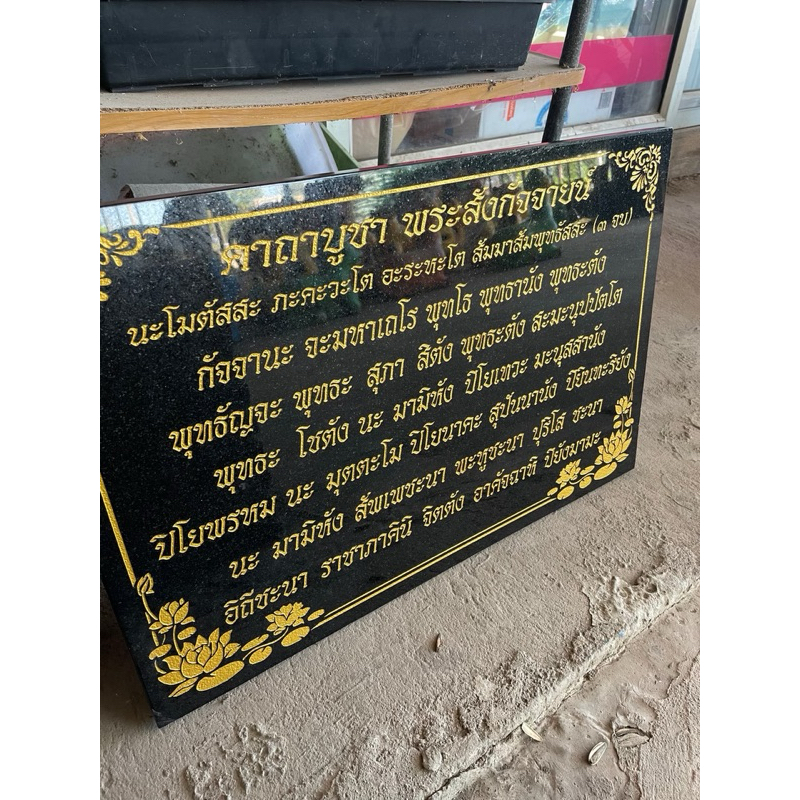 คาถาบูชา พระสังกัจจายน์
นะโมตัสสะ ภะคะวะโต อะระหะโต สัมมาสัมพุทธัสสะ (๓ จบ)
กัจจานะ จะมหาเถโร พุทโธ พุทธานัง พุทธะตัง
พุทธัญจะ พุทธะ สุภา สิตัง พุทธะตัง สะมะนุปปัตโต
พุทธะ โชตัง นะ มามิหัง ปิโยเทวะ มะนุสสานัง
ปิโยพรหม นะ มุตตะโม ปิโยนาคะ สุปันนานัง ปิยินทะริยัง
นะ มามิหัง สัพเพชะนา พะหูชะนา ปุริโส ชะนา
อิถีชะนา ราชาภาคินิ จิตตัง อาคัจฉาหิ ปิยังมามะ